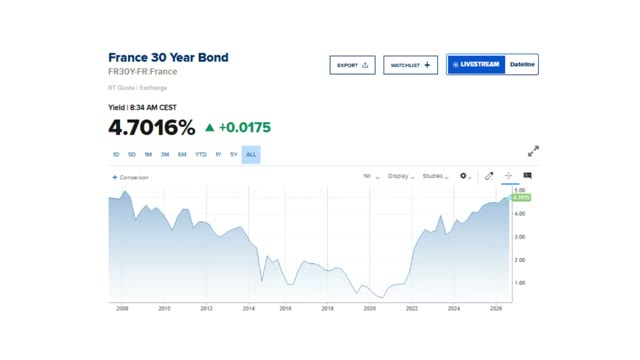 France 30 Year Bond
FR30Y-FR:France
RT Quote | Exchange
EXPORT
WATCHLIST +
LIVESTREAM
Dateline
Yield | 8:34 AM CEST
4.7016% ▲ +0.0175
1D 5D 1M 3M 6M YTD 1Y 5Y ALL
+ Comparison
1M Display Studies
5.00
4.7015
4.00
3.00
2.00
1.00
2008 2010 2012 2014 2016 2018 2020 2022 2024 2026